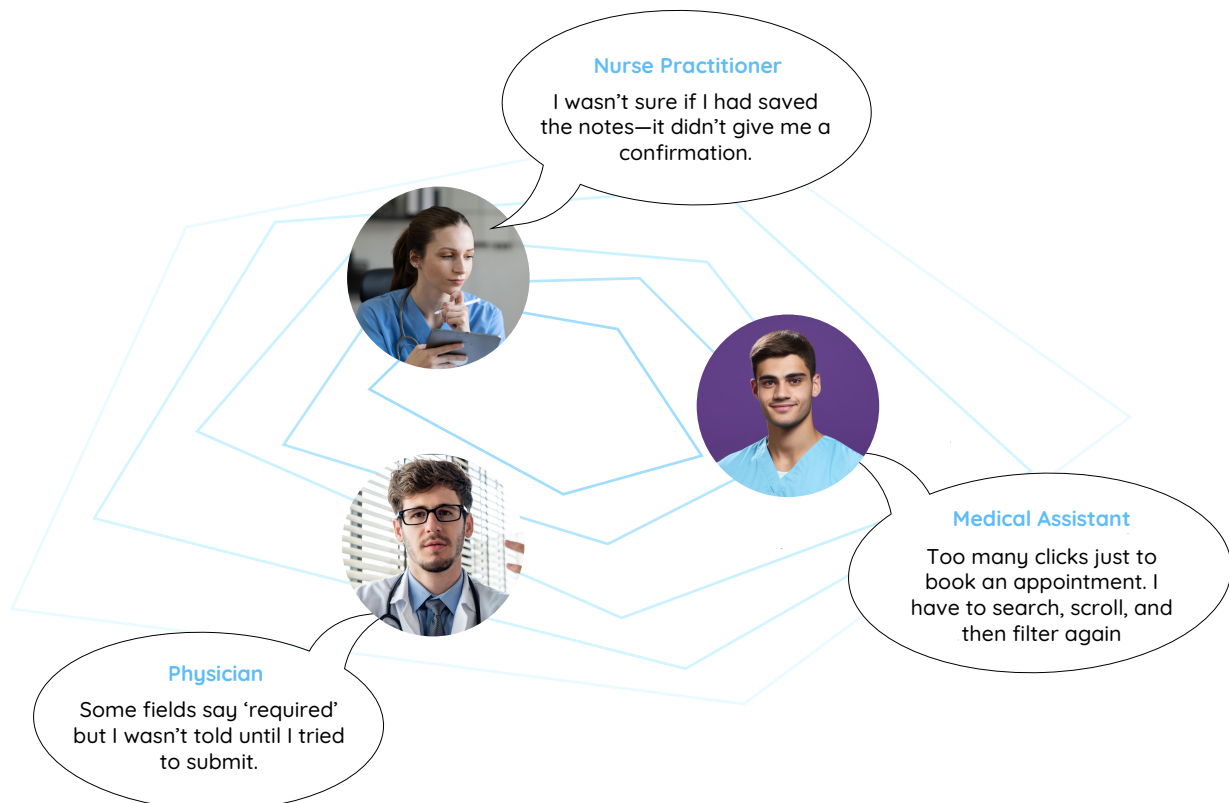 Nurse Practitioner
I wasn’t sure if I had saved
the notes—it didn’t give me a
confirmation.
Medical Assistant
Too many clicks just to
book an appointment. I
have to search, scroll, and
then filter again
Physician
Some fields say ‘required’
but I wasn’t told until I tried
to submit.